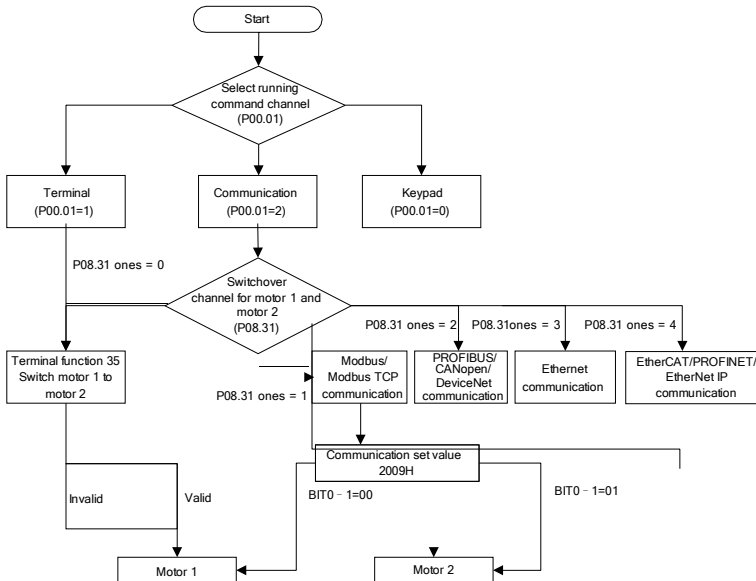 Start
Select running
command channel
(P00.01)
Terminal
(P00.01=1)
Communication
(P00.01=2)
Keypad
(P00.01=0)
P08.31 ones = 0
Switchover
channel for motor 1 and
motor 2
(P08.31)
P08.31 ones = 2
P08.31ones = 3
P08.31 ones = 4
Terminal function 35
Switch motor 1 to
motor 2
P08.31 ones = 1
Modbus/
Modbus TCP
communication
PROFIBUS/
CANopen/
DeviceNet
communication
Ethernet
communication
EtherCAT/PROFINET/
EtherNet IP
communication
Communication set value
2009H
Invalid
Valid
BIT0﹣1=00
BIT0﹣1=01
Motor 1
Motor 2